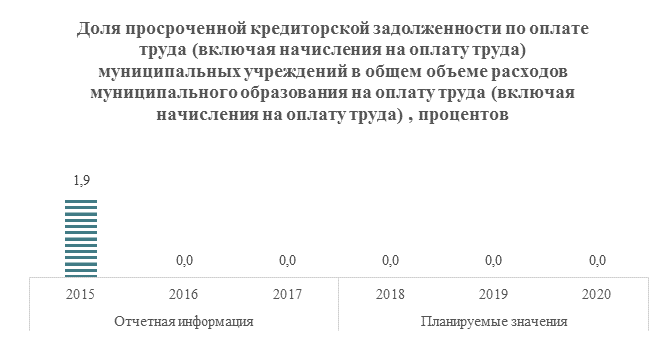 Доля просроченной кредиторской задолженности по оплате
труда (включая начисления на оплату труда)
муниципальных учреждений в общем объеме расходов
муниципального образования на оплату труда (включая
начисления на оплату труда) , процентов
1,9
0,0 0,0 0,0 0,0 0,0
2015 2016 2017 2018 2019 2020
Отчетная информация Планируемые значения